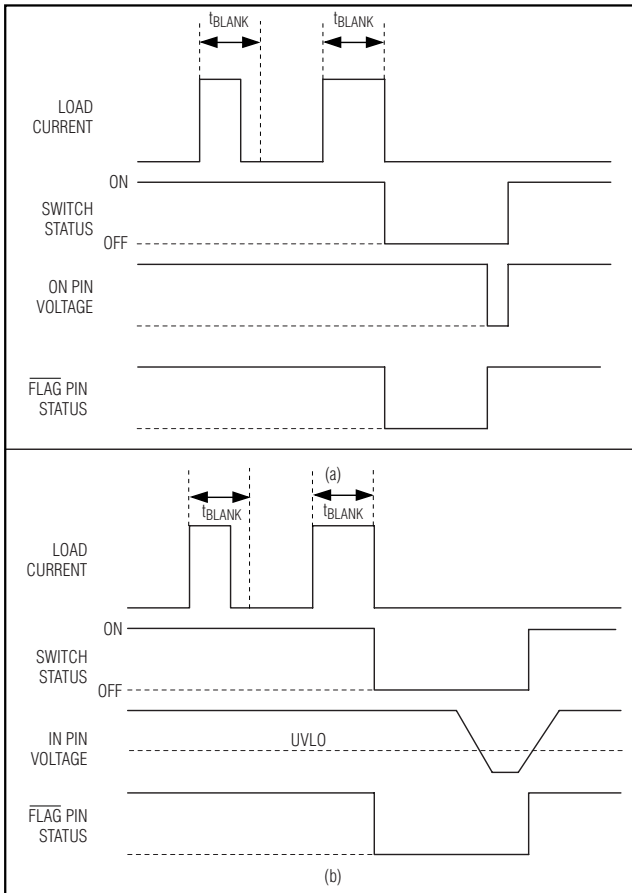 tBLANK tBLANK
LOAD
CURRENT
ON
SWITCH
STATUS
OFF
ON PIN
VOLTAGE
FLAG PIN
STATUS
(a)
tBLANK tBLANK
LOAD
CURRENT
ON
SWITCH
STATUS
OFF
UVLO
IN PIN
VOLTAGE
FLAG PIN
STATUS
(b)